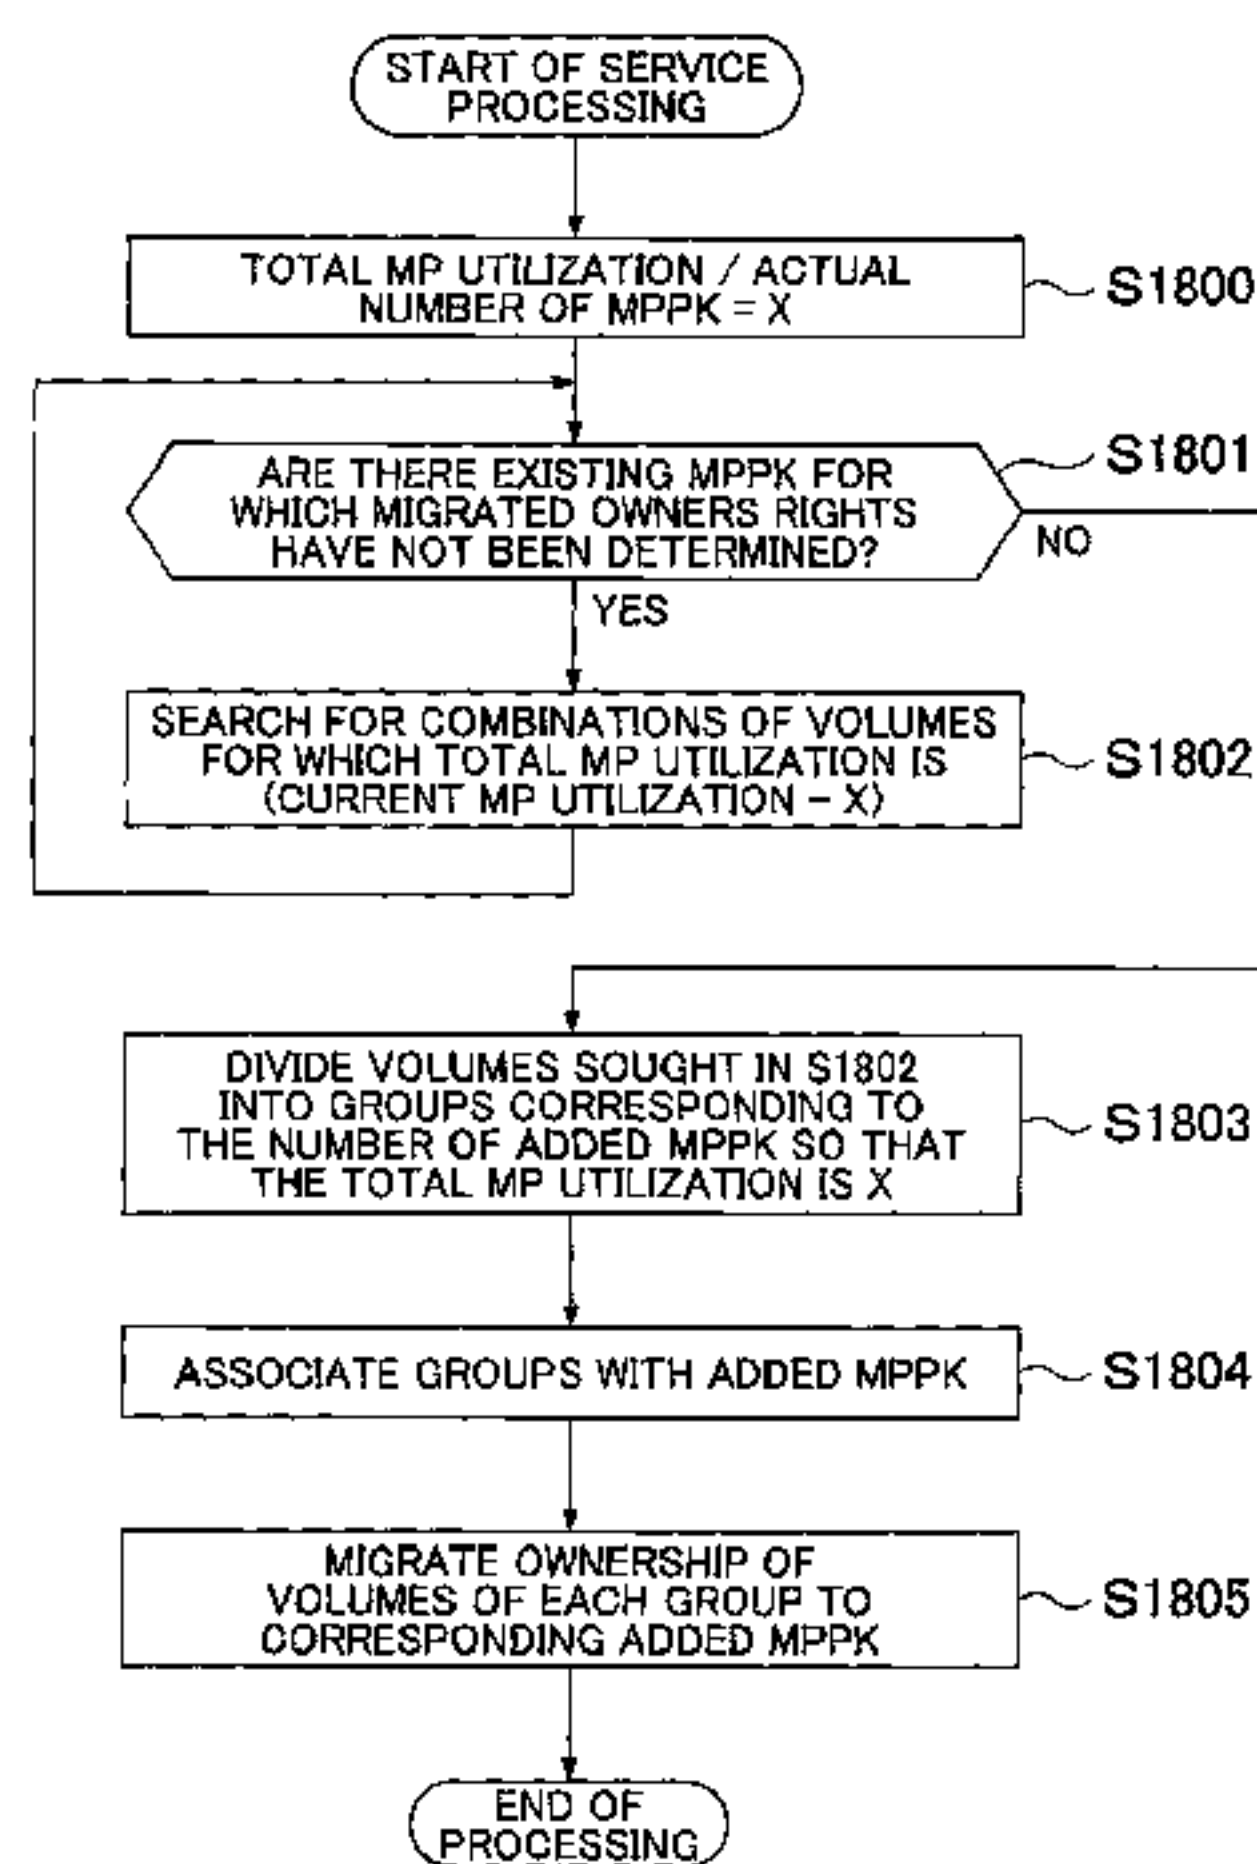 START OF SERVICE
PROCESSING
TOTAL MP UTILIZATION / ACTUAL
NUMBER OF MPPK = X
S1800
ARE THERE EXISTING MPPK FOR
WHICH MIGRATED OWNERS RIGHTS
HAVE NOT BEEN DETERMINED?
S1801
NO
YES
SEARCH FOR COMBINATIONS OF VOLUMES
FOR WHICH TOTAL MP UTILIZATION IS
(CURRENT MP UTILIZATION - X)
S1802
DIVIDE VOLUMES SOUGHT IN S1802
INTO GROUPS CORRESPONDING TO
THE NUMBER OF ADDED MPPK SO THAT
THE TOTAL MP UTILIZATION IS X
S1803
ASSOCIATE GROUPS WITH ADDED MPPK
S1804
MIGRATE OWNERSHIP OF
VOLUMES OF EACH GROUP TO
CORRESPONDING ADDED MPPK
S1805
END OF
PROCESSING